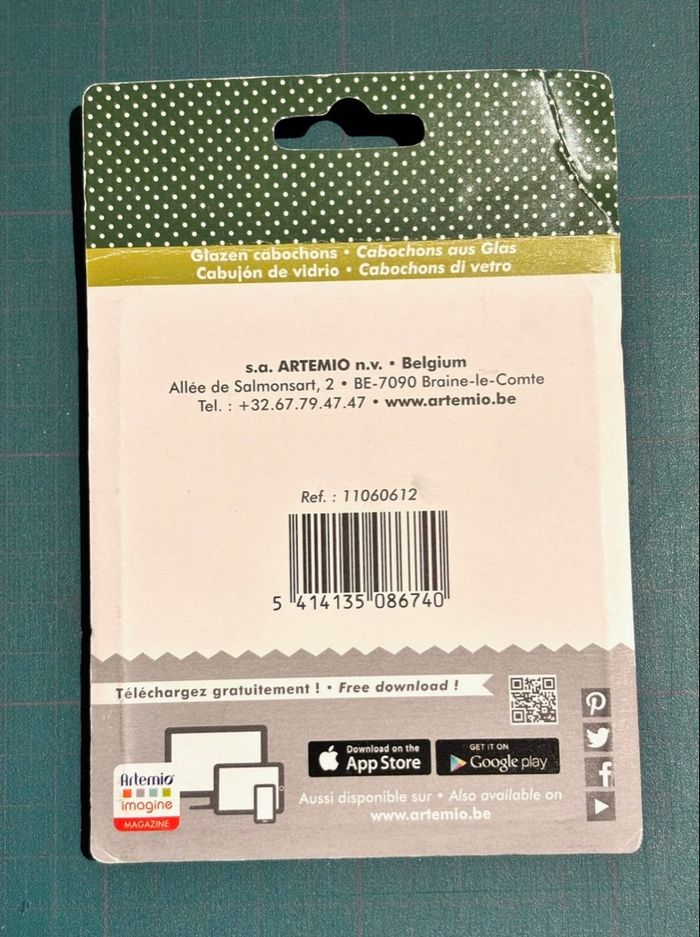 Glazen cabochons • Cabochons aus Glas
Cabujón de vidrio • Cabochons di vetro
s.a. ARTEMIO n.v. • Belgium
Allée de Salmonsart, 2 • BE-7090 Braine-le-Comte
Tel. : +32.67.79.47.47 • www.artemio.be
Ref. : 11060612
5 414135 086740
Téléchargez gratuitement ! • Free download !
Download on the
App Store
GET IT ON
Google play
Artemio
imagine
MAGAZINE
Aussi disponible sur • Also available on
www.artemio.be